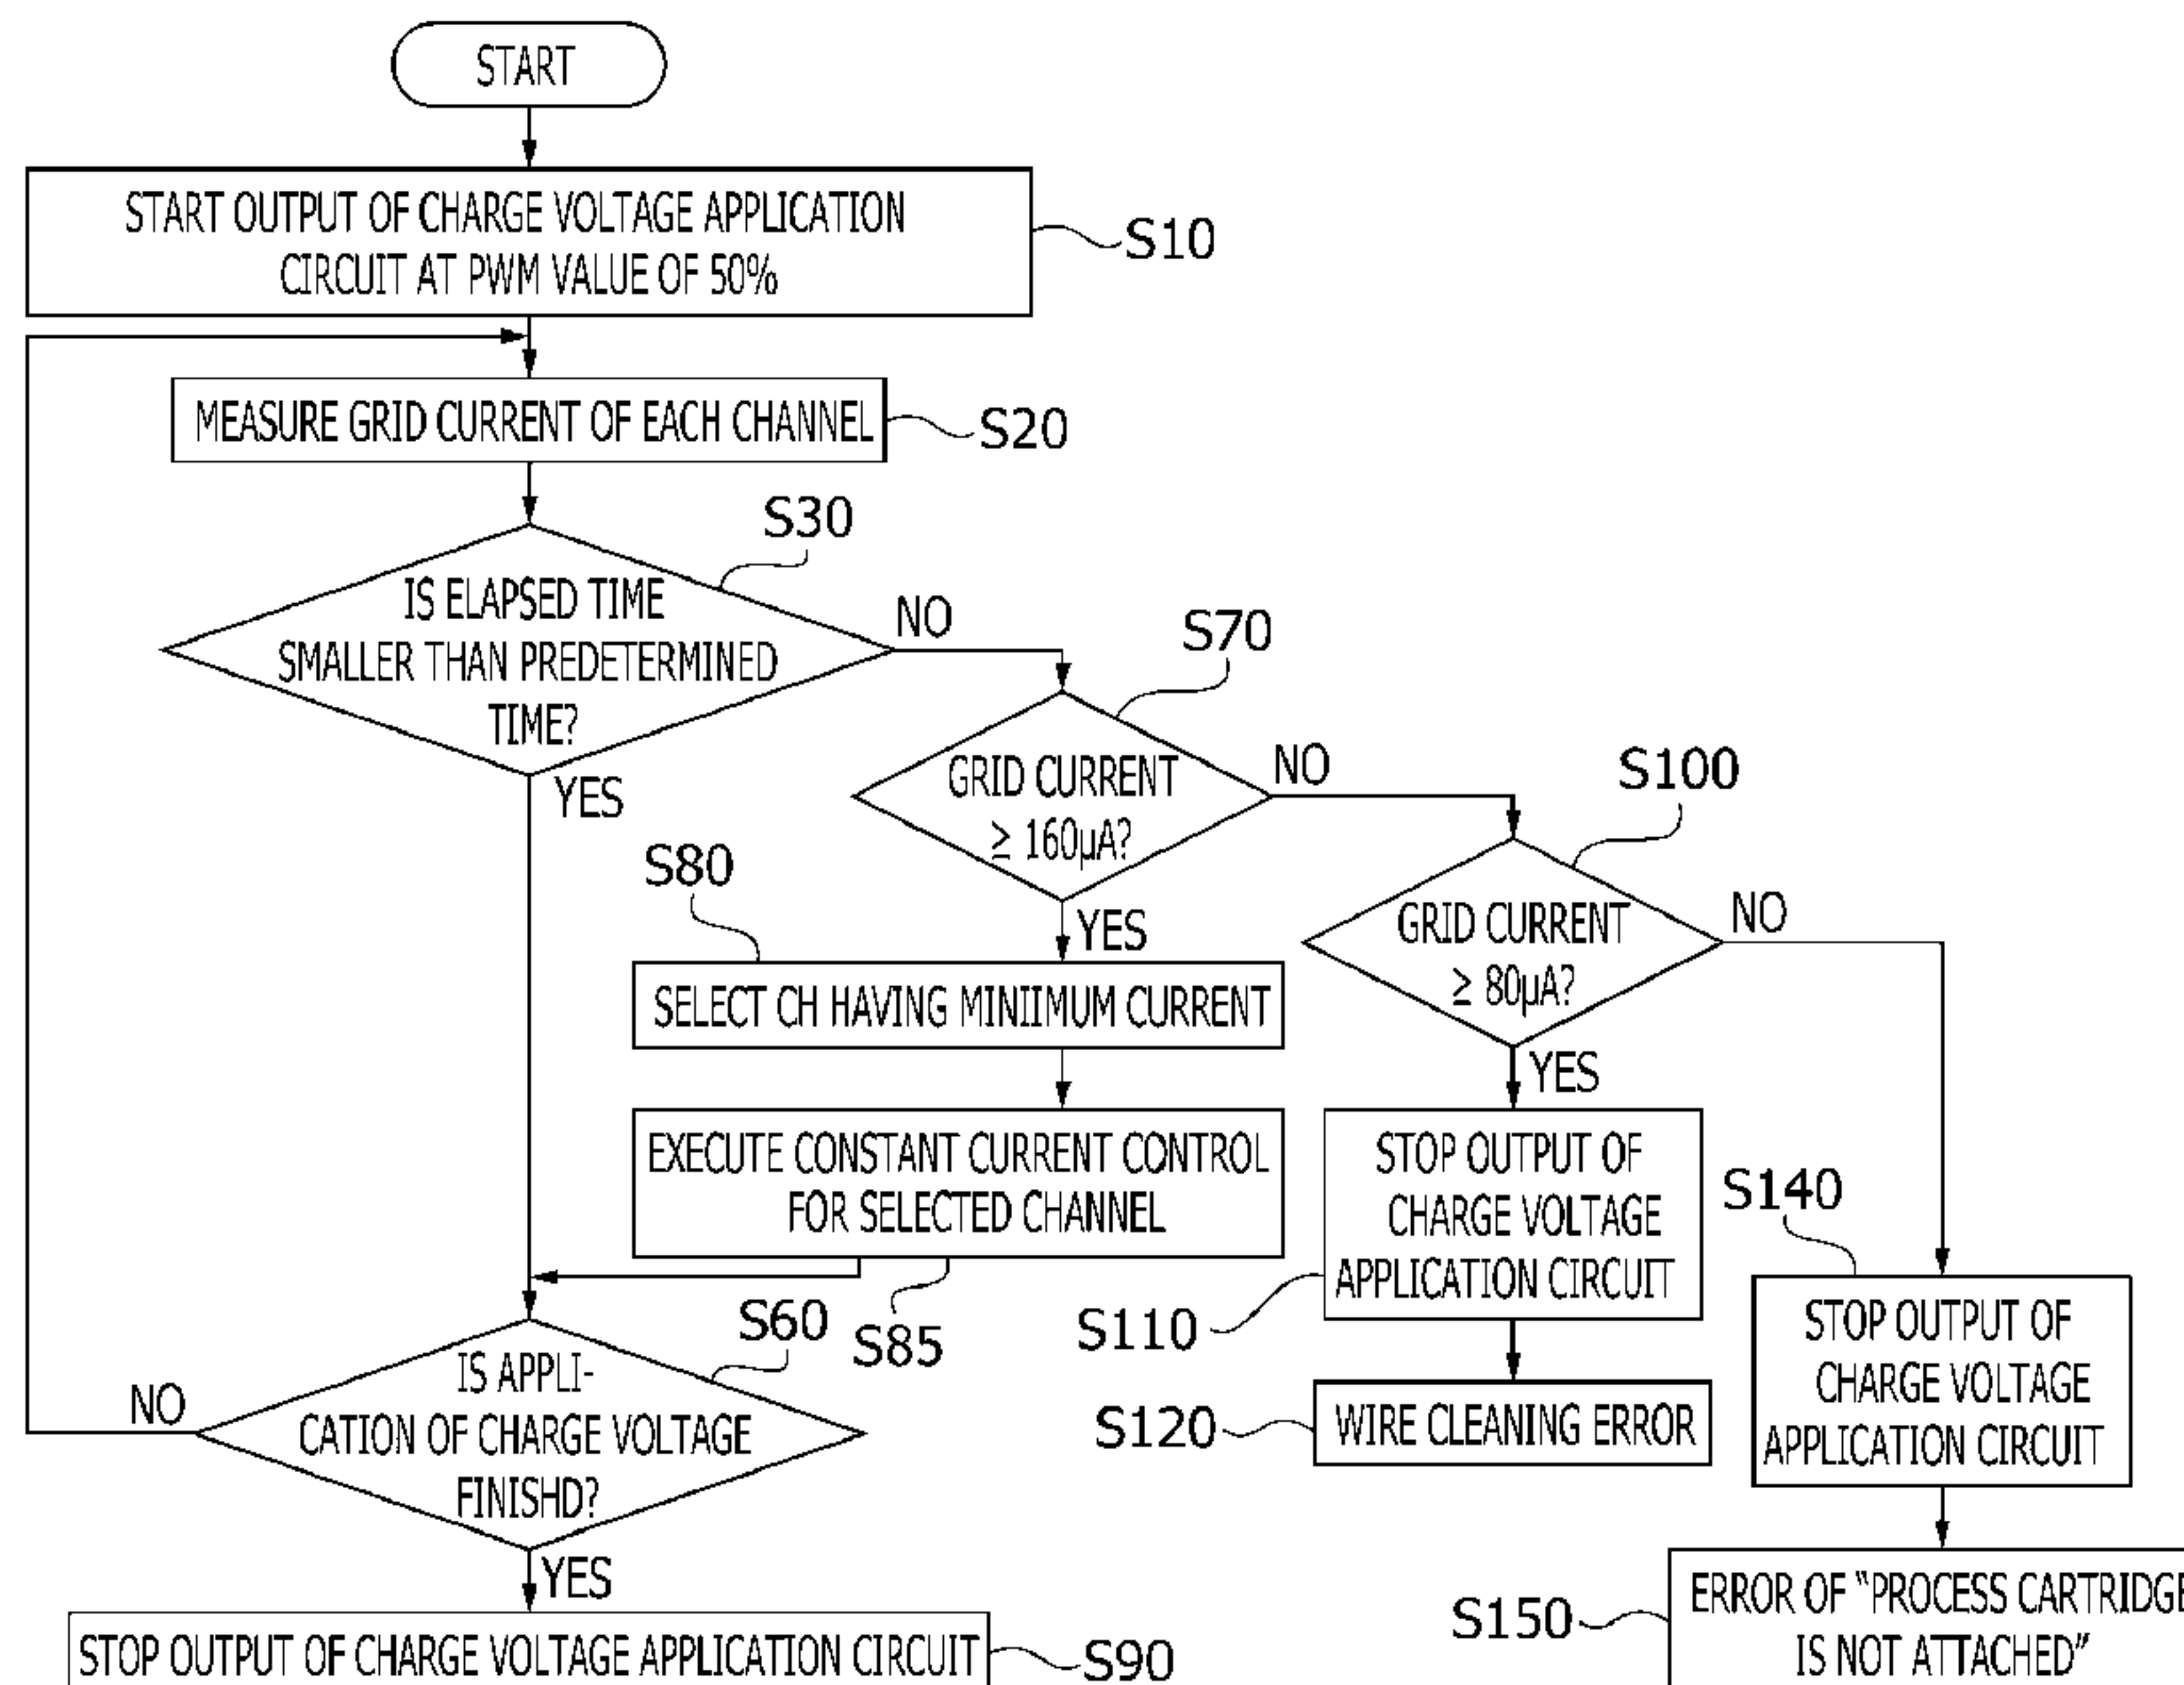 START
START OUTPUT OF CHARGE VOLTAGE APPLICATION
CIRCUIT AT PWM VALUE OF 50%
S10
MEASURE GRID CURRENT OF EACH CHANNEL
S20
S30
IS ELAPSED TIME
SMALLER THAN PREDETERMINED
TIME?
NO
YES
S70
GRID CURRENT
≥ 160μA?
NO
YES
S100
GRID CURRENT
≥ 80μA?
NO
YES
S80
SELECT CH HAVING MINIIMUM CURRENT
EXECUTE CONSTANT CURRENT CONTROL
FOR SELECTED CHANNEL
S85
STOP OUTPUT OF
CHARGE VOLTAGE
APPLICATION CIRCUIT
S110
S140
STOP OUTPUT OF
CHARGE VOLTAGE
APPLICATION CIRCUIT
S60
IS APPLI-
CATION OF CHARGE VOLTAGE
FINISHD?
NO
YES
S120
WIRE CLEANING ERROR
STOP OUTPUT OF CHARGE VOLTAGE APPLICATION CIRCUIT
S90
S150
ERROR OF “PROCESS CARTRIDGE
IS NOT ATTACHED”